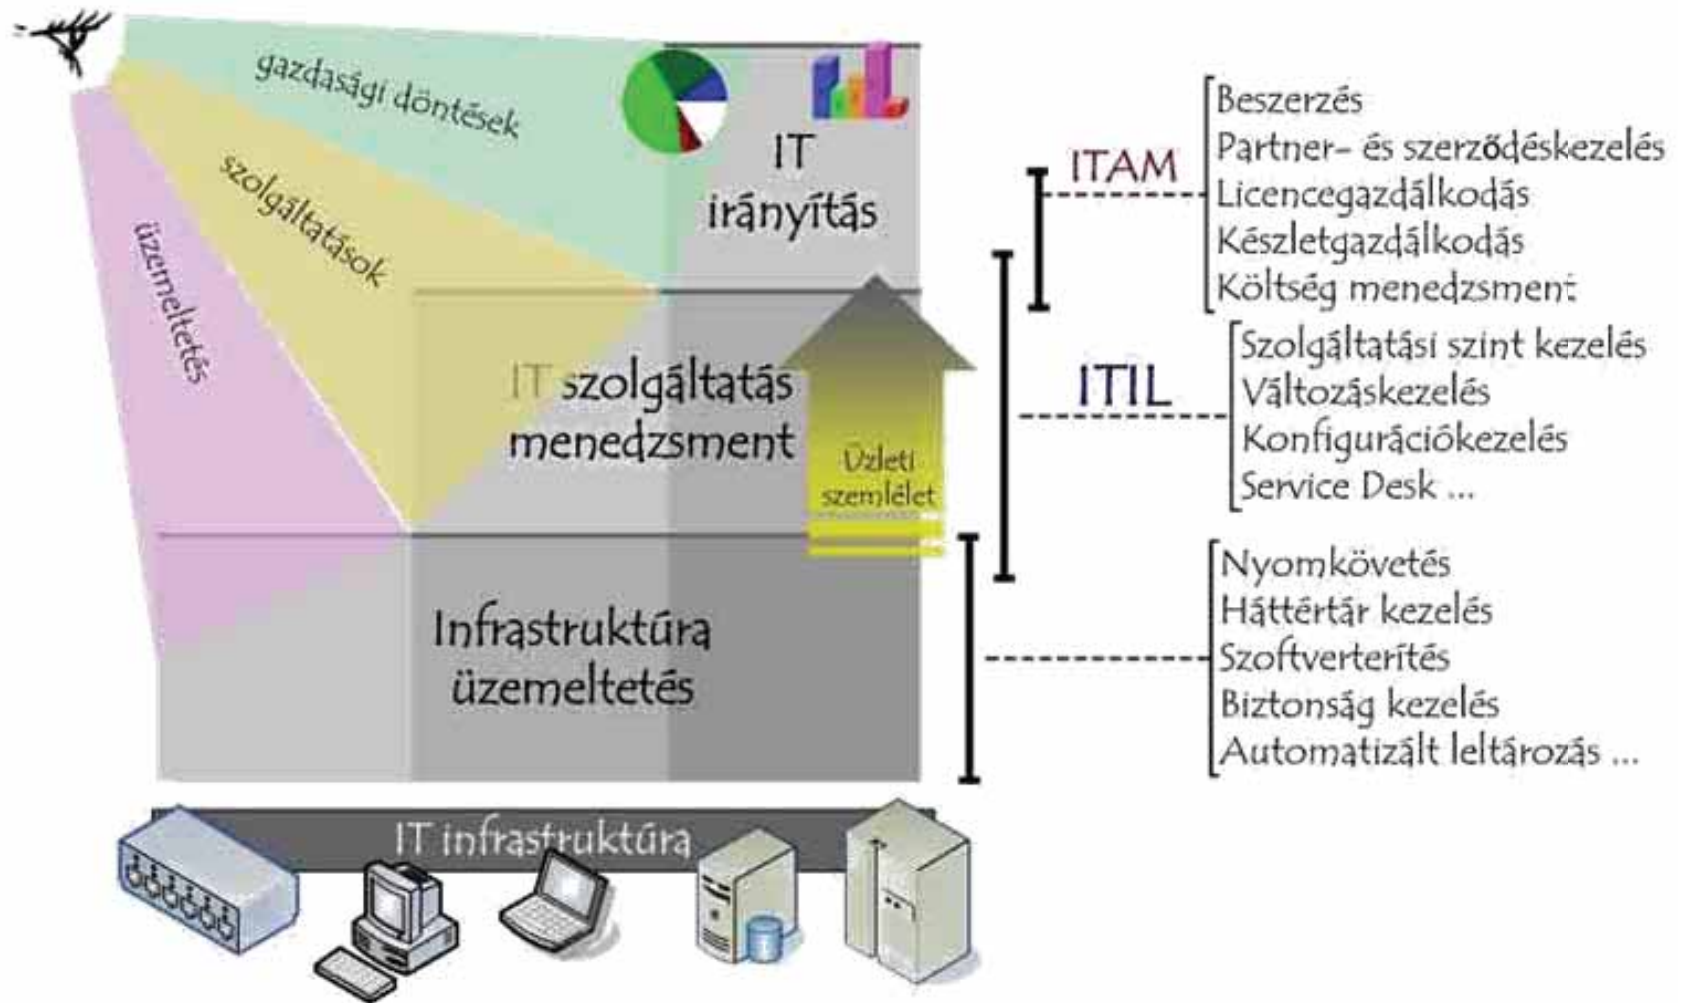 gazdasági döntések
szolgáltatások
üzemeltetés
IT
irányítás
IT szolgáltatás
menedzsment
Üzleti
szemlélet
Infrastruktúra
üzemeltetés
IT infrastruktúra
ITAM
Beszerzés
Partner- és szerződéskezelés
Licencegazdálkodás
Készletgazdálkodás
Költség menedzsment
ITIL
Szolgáltatási szint kezelés
Változáskezelés
Konfigurációkezelés
Service Desk ...
Nyomkövetés
Háttértár kezelés
Szoftverterítés
Biztonság kezelés
Automatizált leltározás ...